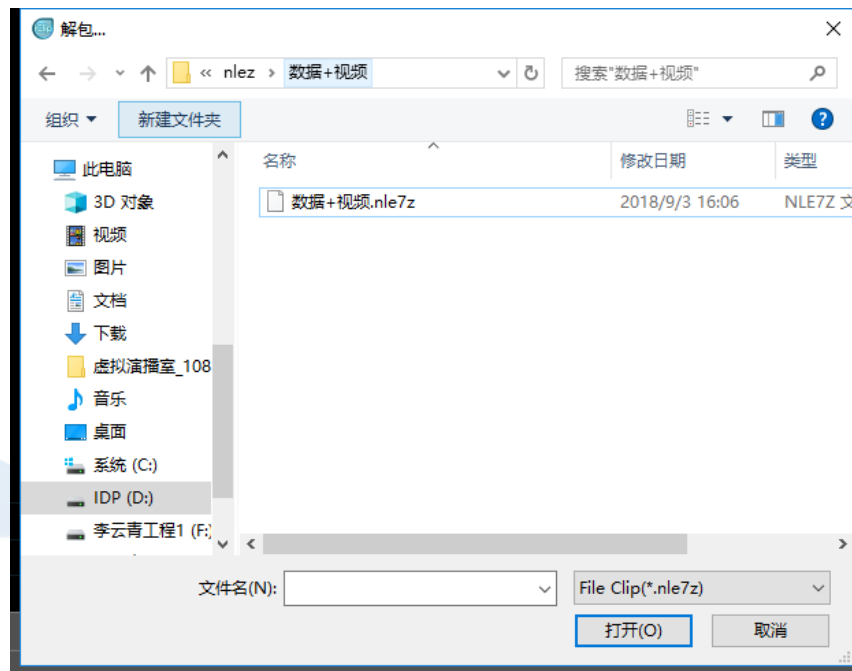 解包...
« nlez › 数据+视频
搜索"数据+视频"
组织
新建文件夹
名称
修改日期
类型
此电脑
3D 对象
视频
图片
文档
下载
虚拟演播室_108
音乐
桌面
系统 (C:)
IDP (D:)
李云青工程1 (F:)
数据+视频.nle7z
2018/9/3 16:06
NLE7Z 文
文件名(N):
File Clip(*.nle7z)
打开(O)
取消